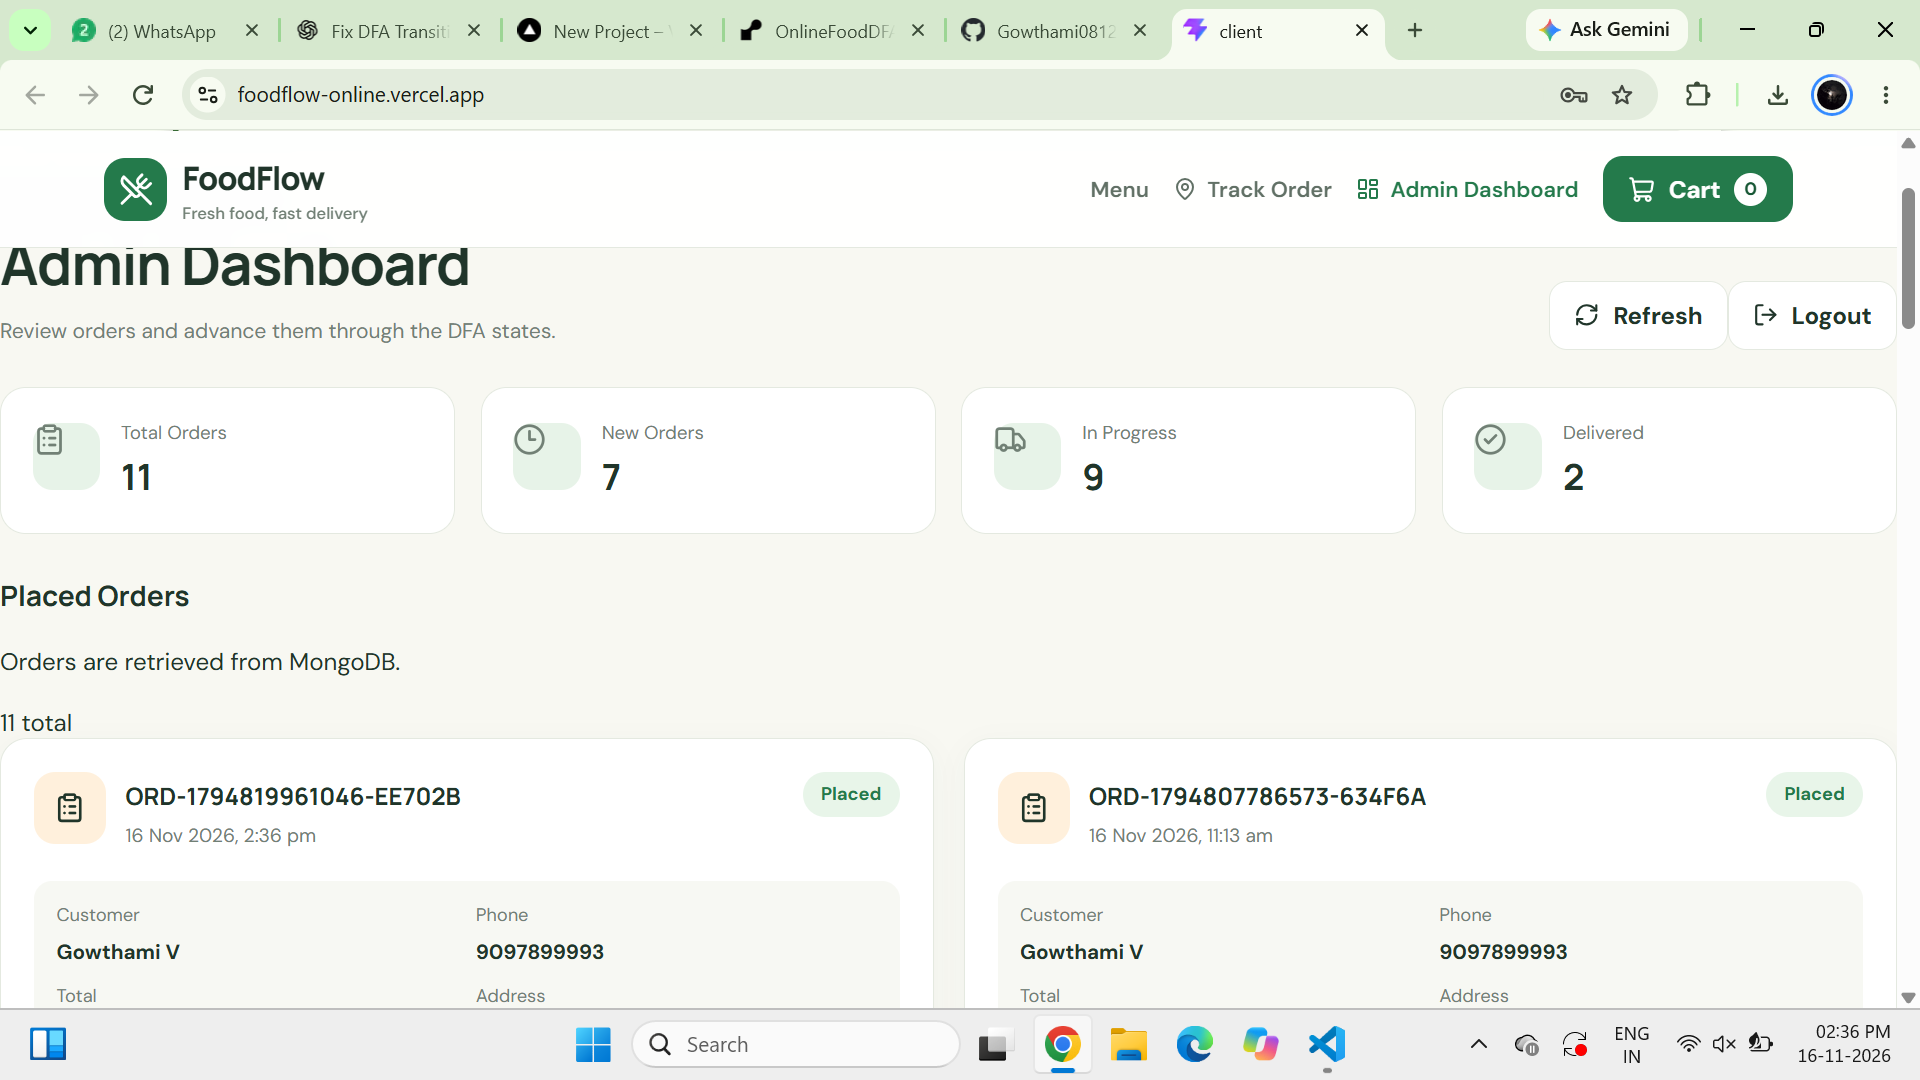 2
(2) WhatsApp
Fix DFA Transiti
New Project –
OnlineFoodDFA
Gowthami0812
client
Ask Gemini
foodflow-online.vercel.app
FoodFlow
Fresh food, fast delivery
Menu
Track Order
Admin Dashboard
Cart 0
Admin Dashboard
Review orders and advance them through the DFA states.
Refresh
Logout
Total Orders
11
New Orders
7
In Progress
9
Delivered
2
Placed Orders
Orders are retrieved from MongoDB.
11 total
ORD-1794819961046-EE702B
Placed
16 Nov 2026, 2:36 pm
Customer
Phone
Gowthami V
9097899993
Total
Address
ORD-1794807786573-634F6A
Placed
16 Nov 2026, 11:13 am
Customer
Phone
Gowthami V
9097899993
Total
Address
Search
ENG
IN
02:36 PM
16-11-2026